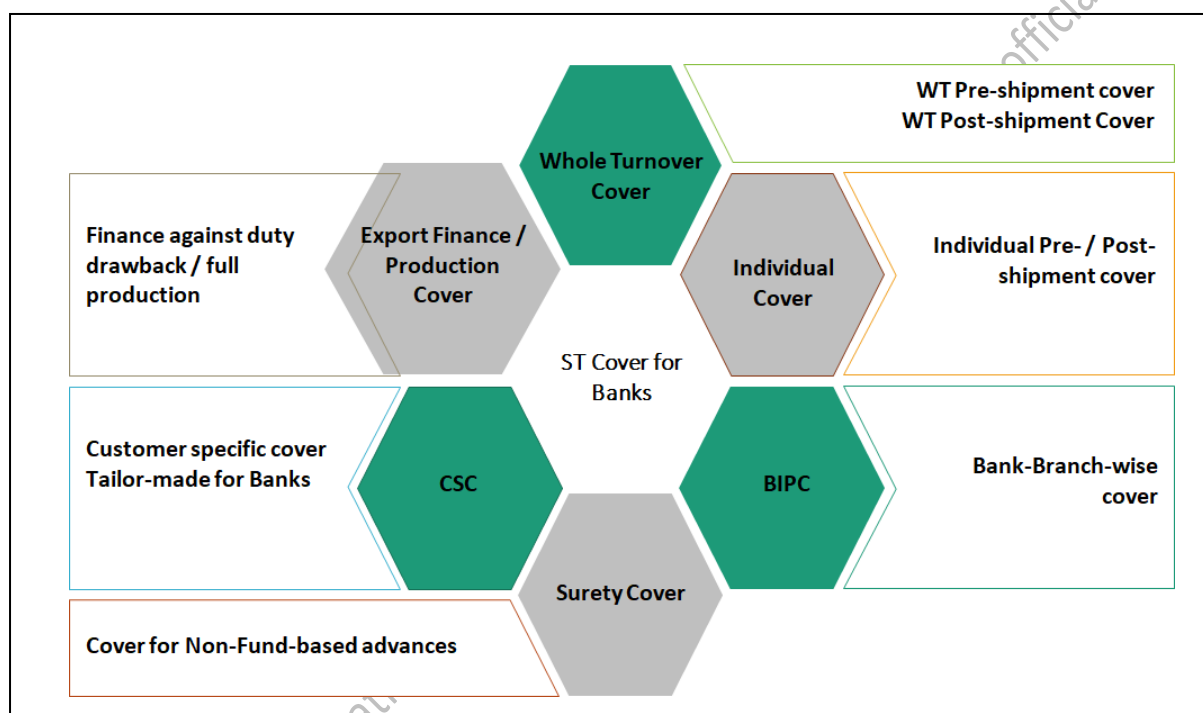 WT Pre-shipment cover
WT Post-shipment Cover
Whole Turnover
Cover
Finance against duty
drawback / full
production
Export Finance /
Production
Cover
Individual
Cover
Individual Pre- / Post-
shipment cover
ST Cover for
Banks
Customer specific cover
Tailor-made for Banks
CSC
BIPC
Bank-Branch-wise
cover
Surety Cover
Cover for Non-Fund-based advances